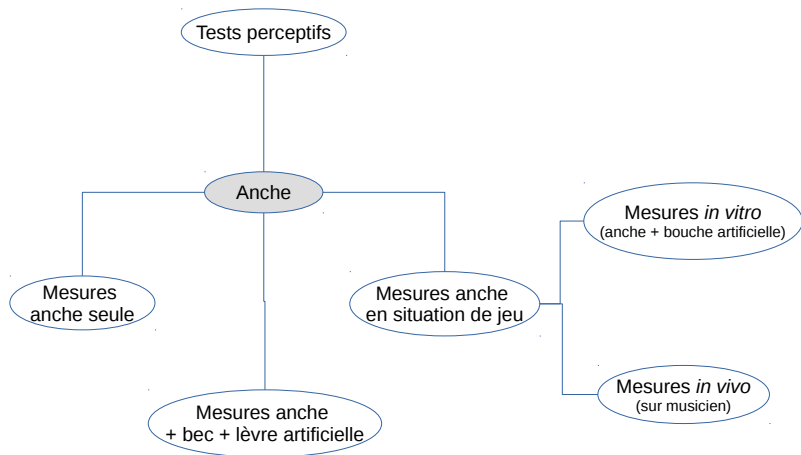 Tests perceptifs
Anche
Mesures in vitro
(anche + bouche artificielle)
Mesures
anche seule
Mesures anche
en situation de jeu
Mesures in vivo
(sur musicien)
Mesures anche
+ bec + lèvre artificielle